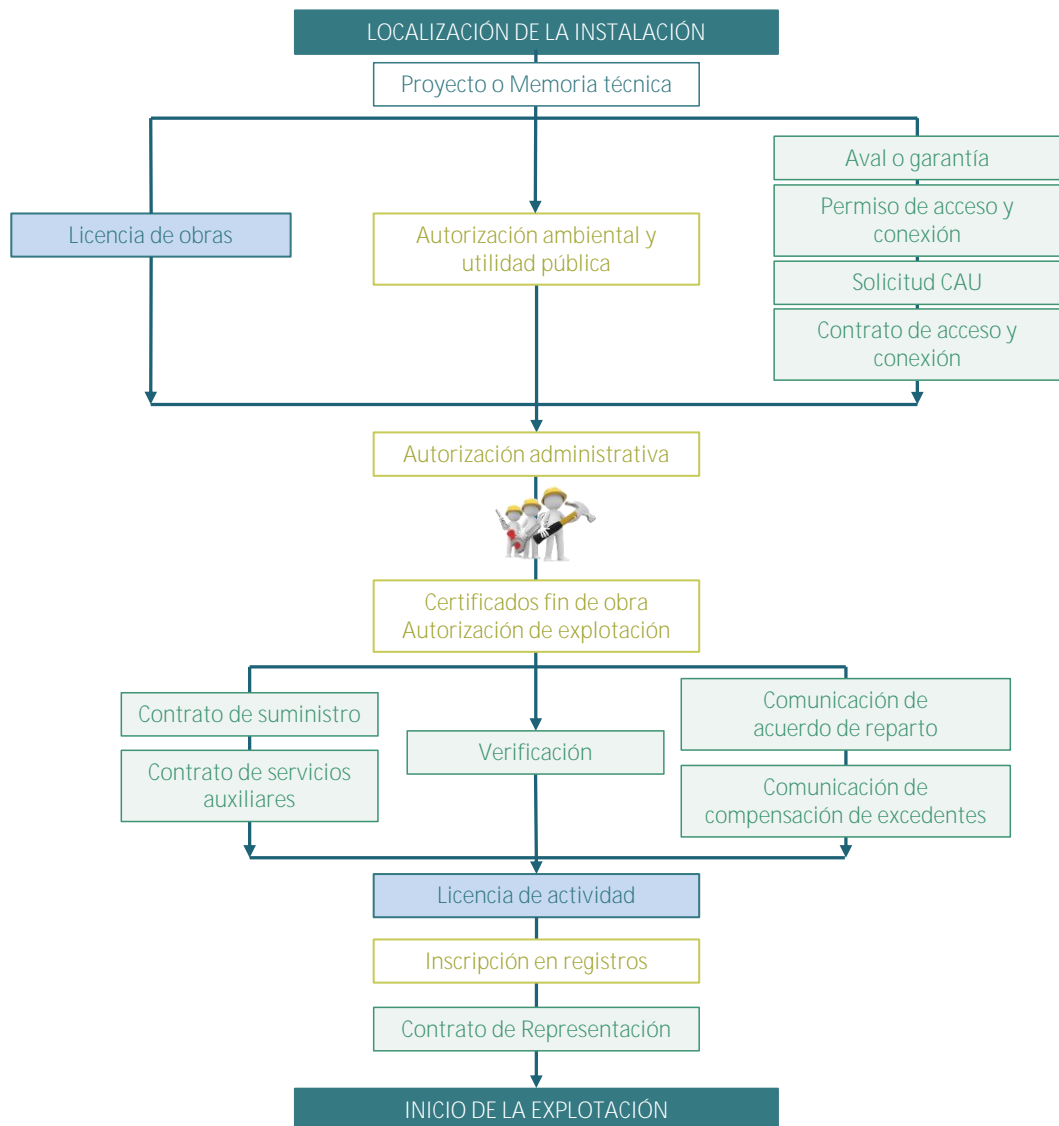 LOCALIZACIÓN DE LA INSTALACIÓN
Proyecto o Memoria técnica
Licencia de obras
Autorización ambiental y
utilidad pública
Aval o garantía
Permiso de acceso y
conexión
Solicitud CAU
Contrato de acceso y
conexión
Autorización administrativa
Certificados fin de obra
Autorización de explotación
Contrato de suministro
Contrato de servicios
auxiliares
Verificación
Comunicación de
acuerdo de reparto
Comunicación de
compensación de excedentes
Licencia de actividad
Inscripción en registros
Contrato de Representación
INICIO DE LA EXPLOTACIÓN